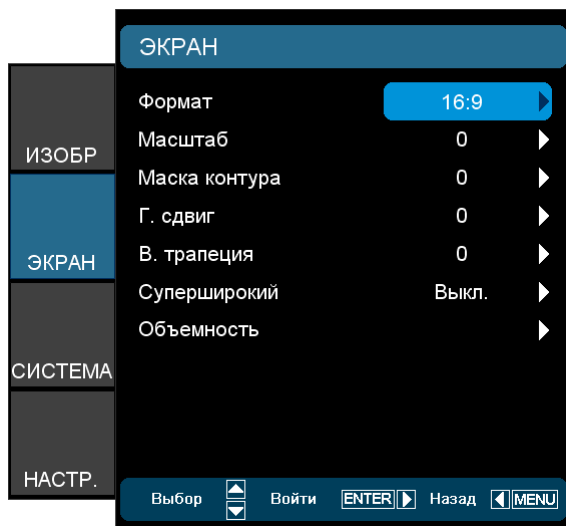 ЭКРАН
Формат 16:9
Масштаб 0
Маска контура 0
Г. сдвиг 0
В. трапеция 0
Суперширокий Выкл.
Объемность
ИЗОБР
ЭКРАН
СИСТЕМА
НАСТР.
Выбор Войти ENTER Назад MENU